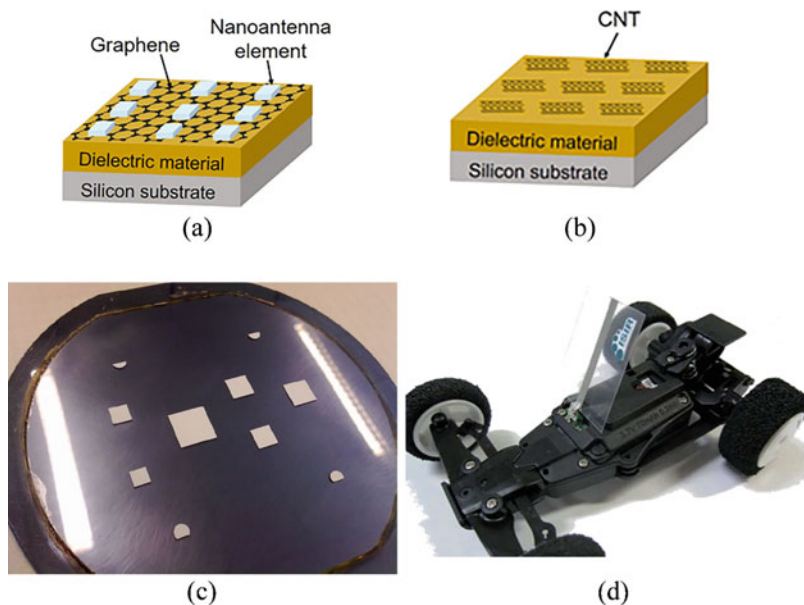 Graphene
Nanoantenna
element
Dielectric material
Silicon substrate
(a)
CNT
Dielectric material
Silicon substrate
(b)
(c)
(d)